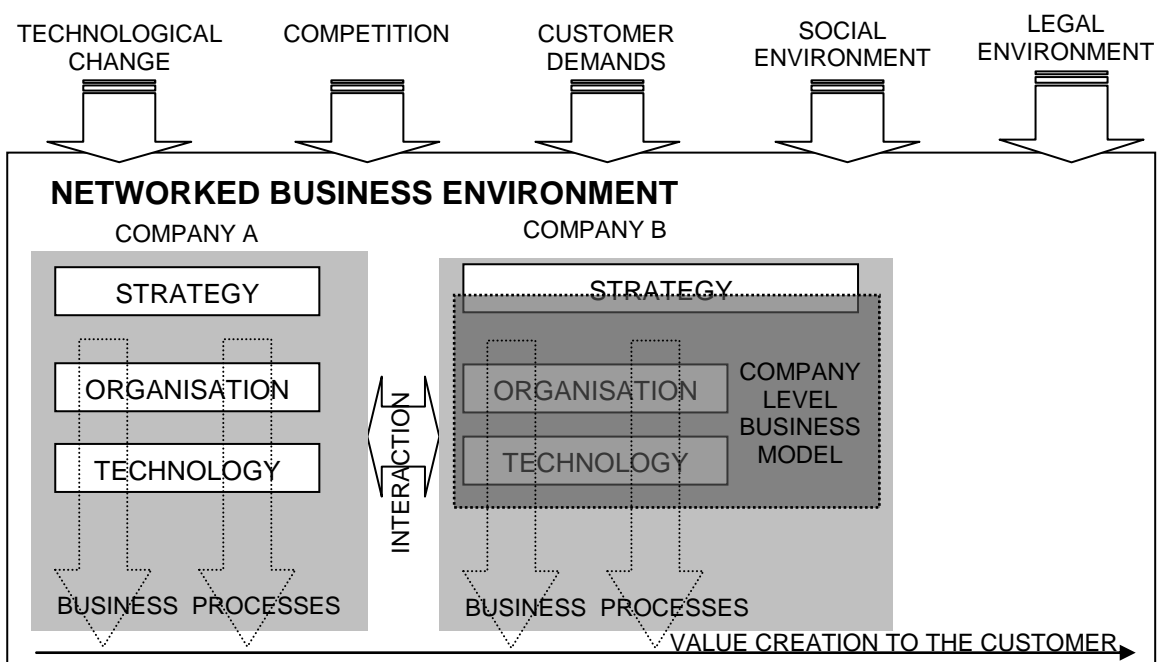 TECHNOLOGICAL
CHANGE
COMPETITION
CUSTOMER
DEMANDS
SOCIAL
ENVIRONMENT
LEGAL
ENVIRONMENT
NETWORKED BUSINESS ENVIRONMENT
COMPANY A
STRATEGY
ORGANISATION
TECHNOLOGY
BUSINESS PROCESSES
INTERACTION
COMPANY B
STRATEGY
ORGANISATION
TECHNOLOGY
COMPANY
LEVEL
BUSINESS
MODEL
BUSINESS PROCESSES
VALUE CREATION TO THE CUSTOMER